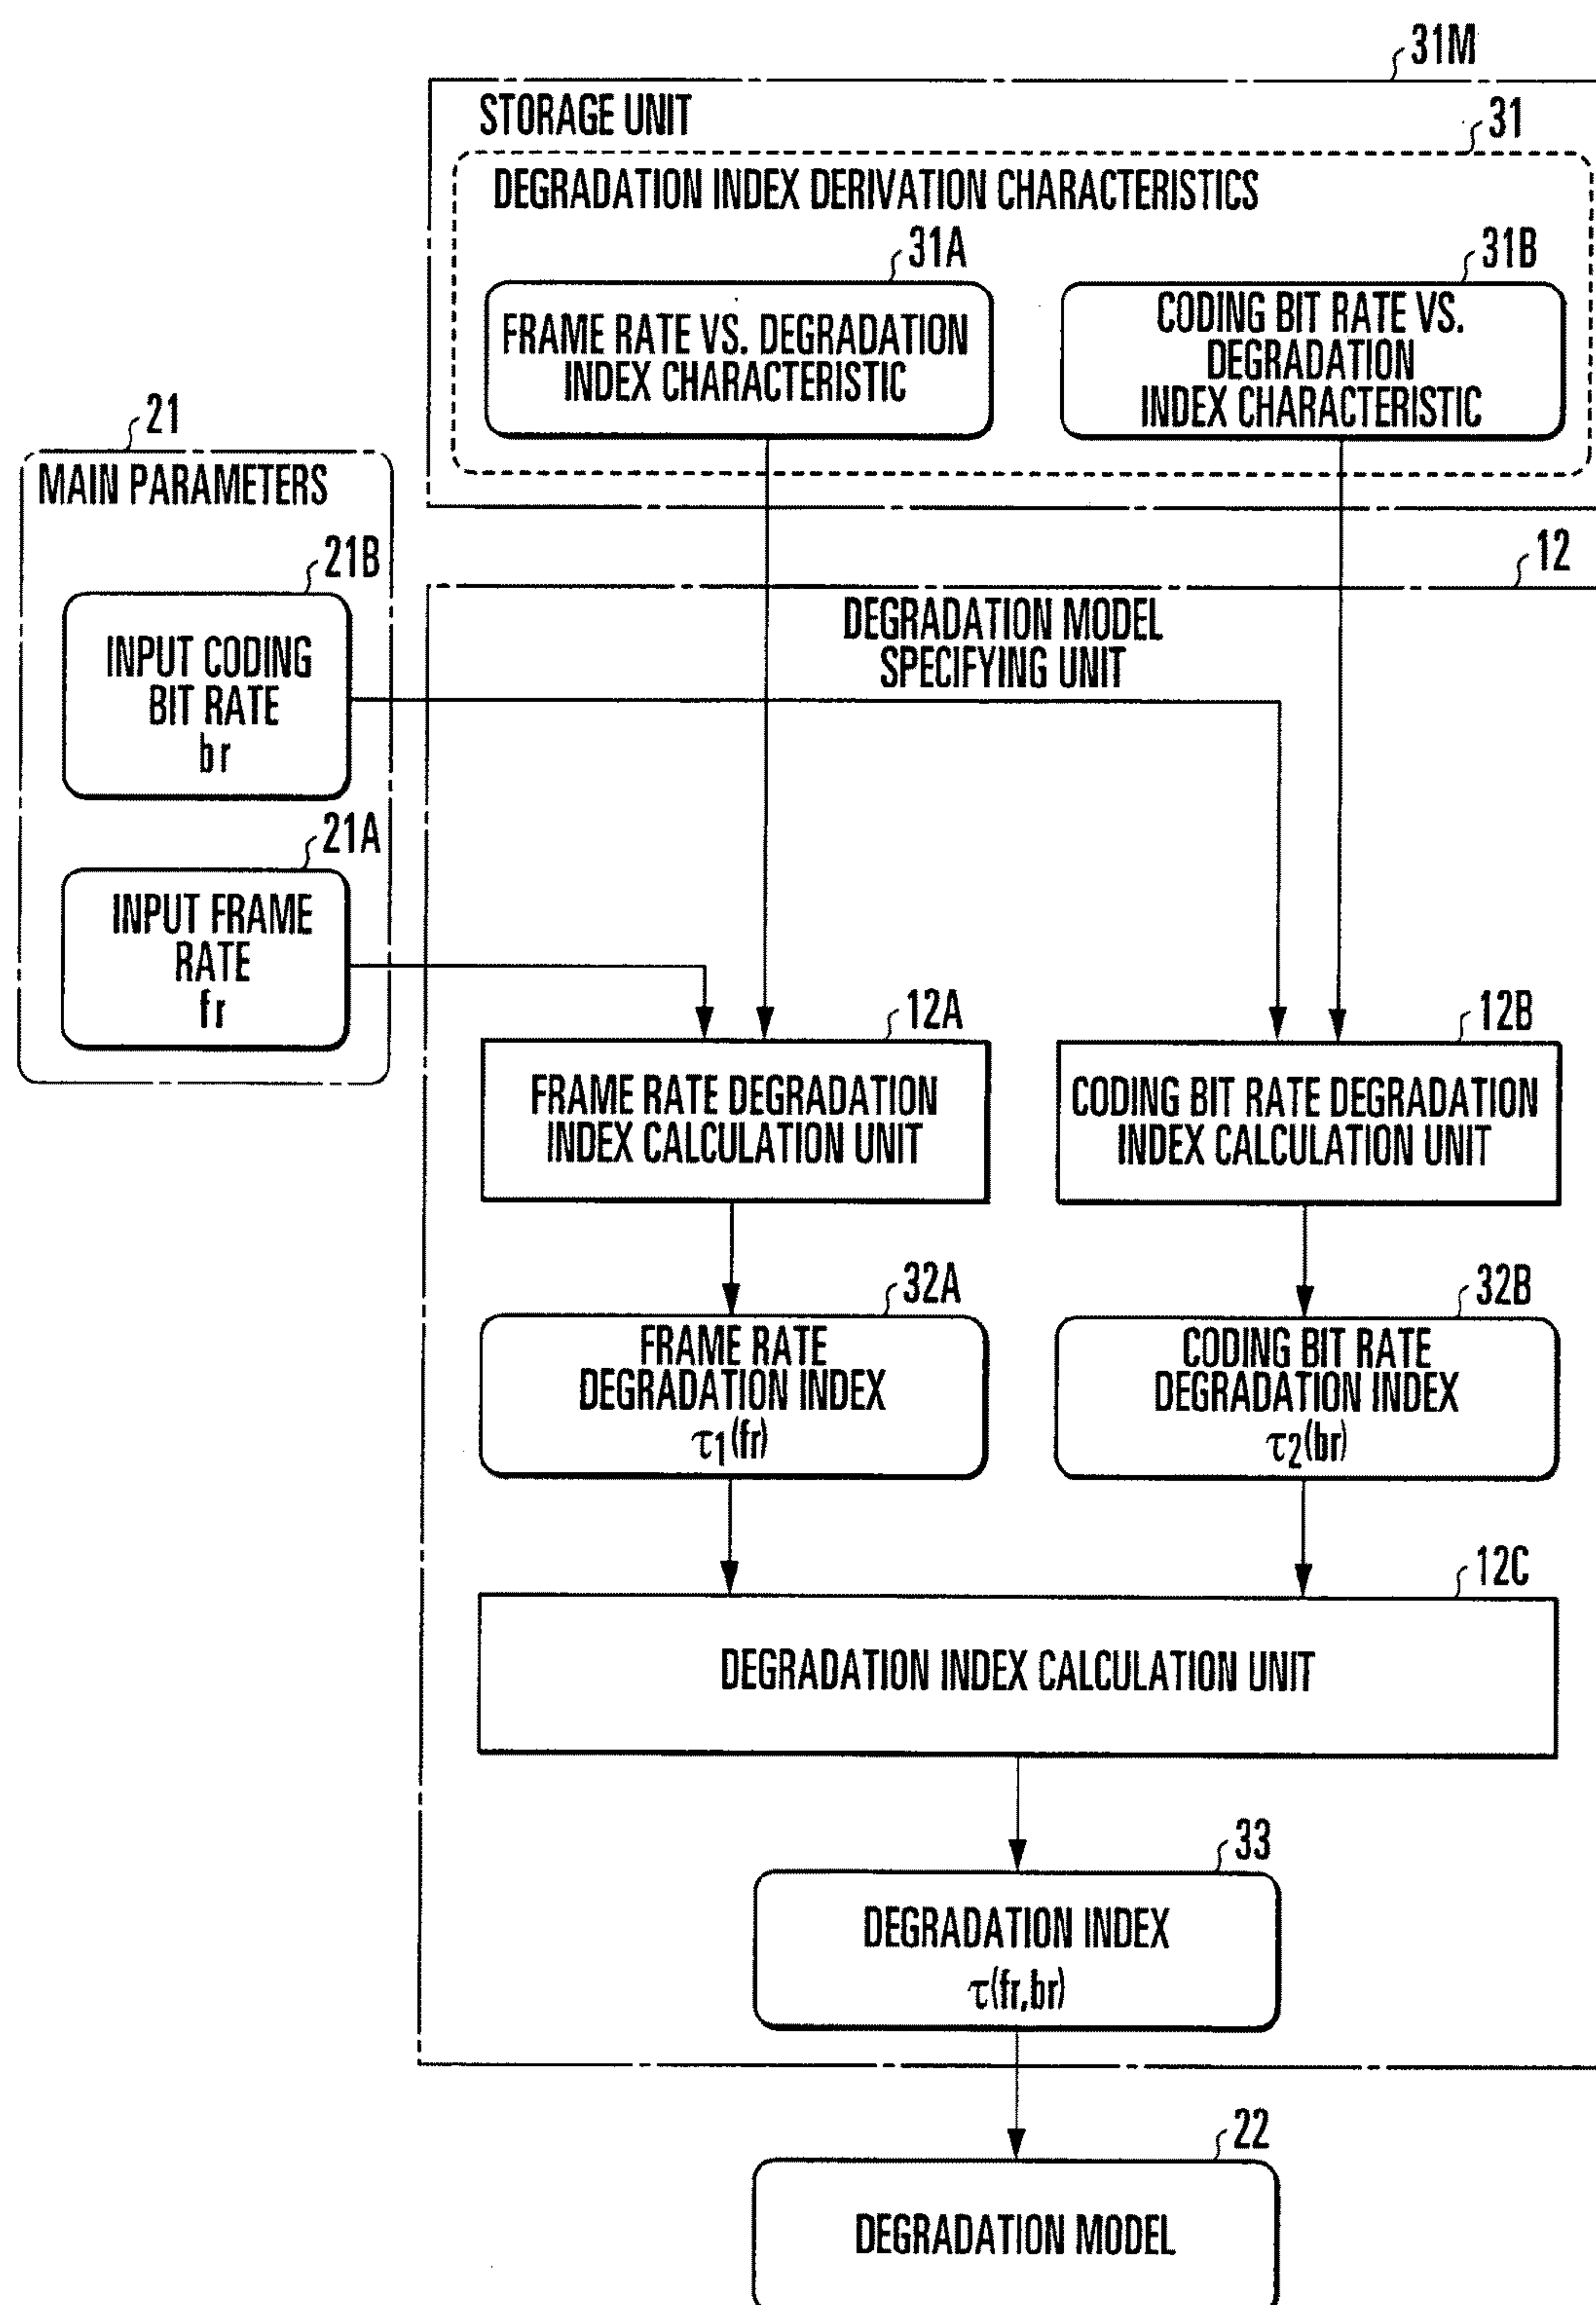 31M
STORAGE UNIT
31
DEGRADATION INDEX DERIVATION CHARACTERISTICS
31A
FRAME RATE VS. DEGRADATION
INDEX CHARACTERISTIC
31B
CODING BIT RATE VS.
DEGRADATION
INDEX CHARACTERISTIC
21
MAIN PARAMETERS
21B
INPUT CODING
BIT RATE
br
21A
INPUT FRAME
RATE
fr
12
DEGRADATION MODEL
SPECIFYING UNIT
12A
FRAME RATE DEGRADATION
INDEX CALCULATION UNIT
12B
CODING BIT RATE DEGRADATION
INDEX CALCULATION UNIT
32A
FRAME RATE
DEGRADATION INDEX
τ1(fr)
32B
CODING BIT RATE
DEGRADATION INDEX
τ2(br)
12C
DEGRADATION INDEX CALCULATION UNIT
33
DEGRADATION INDEX
τ(fr,br)
22
DEGRADATION MODEL